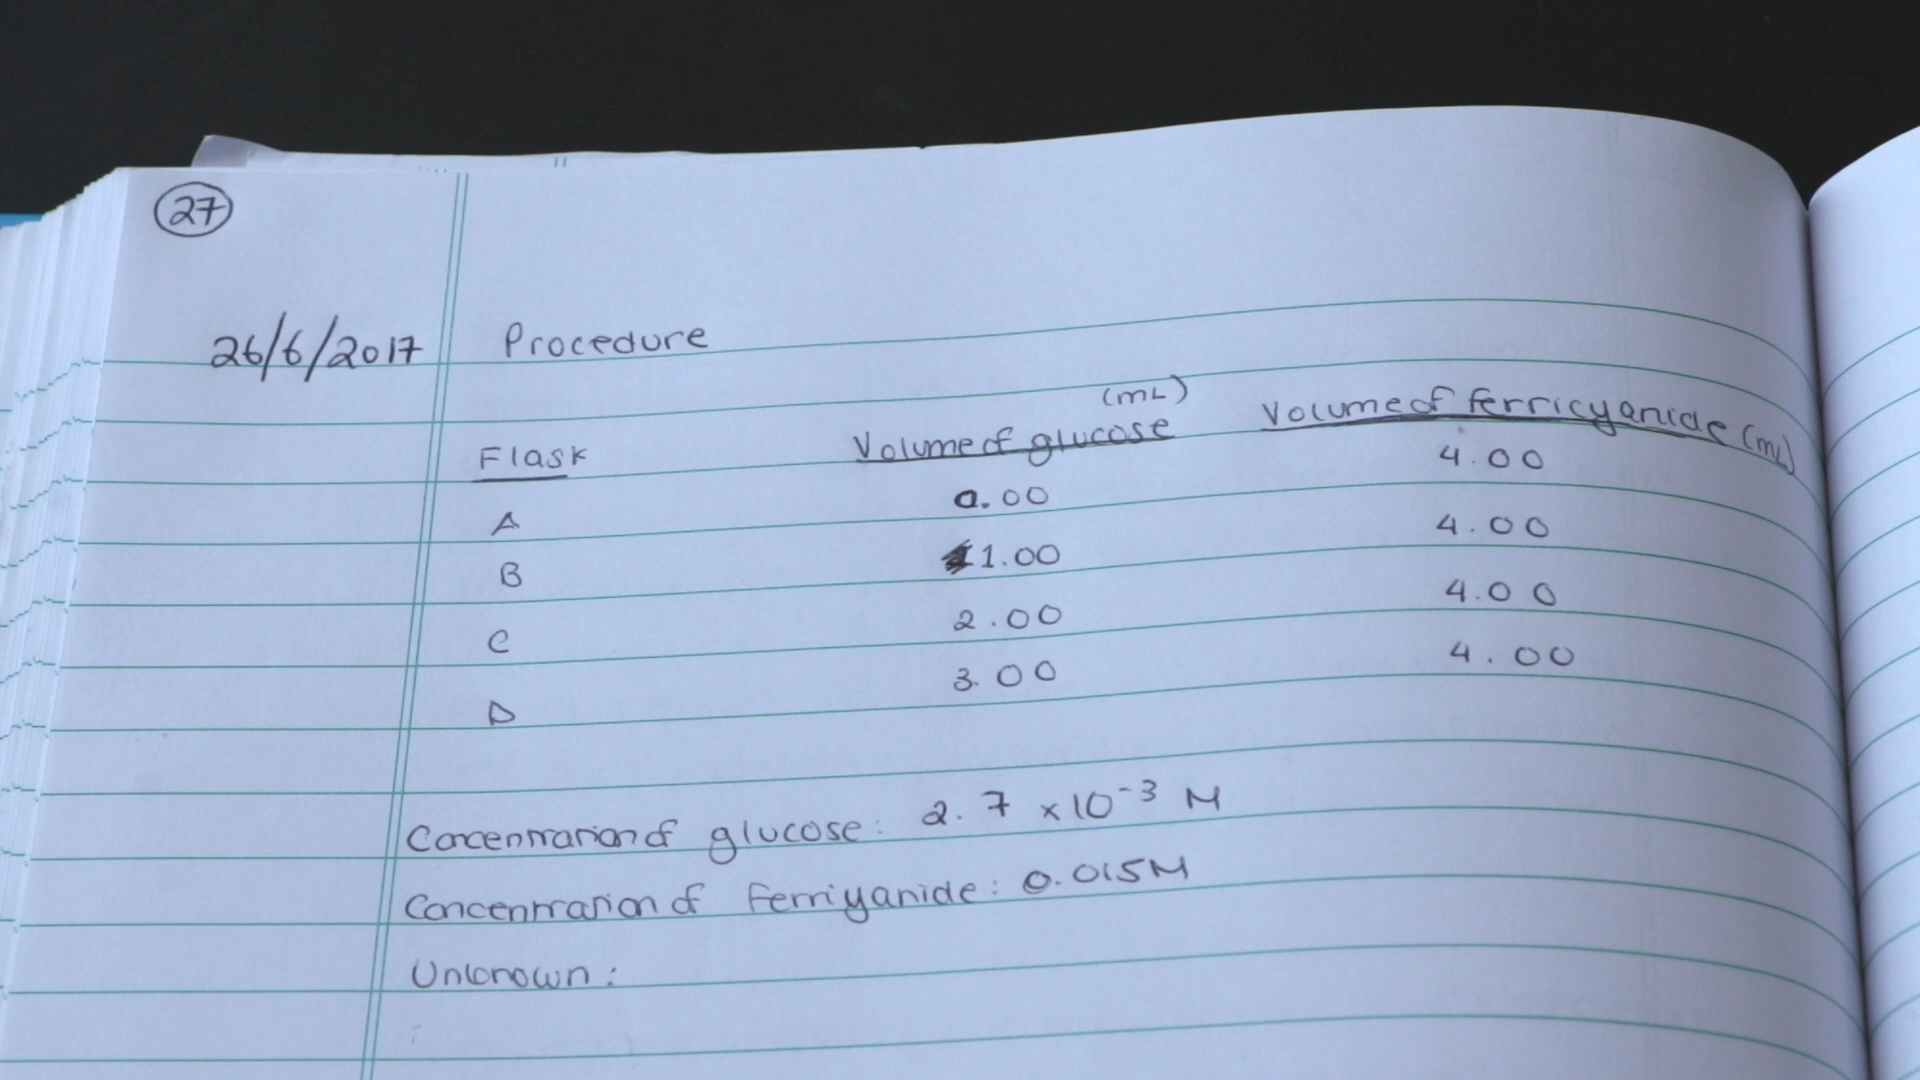 27
26/6/2017 Procedure
Flask Volume of glucose (mL) Volume of ferricyanide (mL)
A 0.00 4.00
B 1.00 4.00
C 2.00 4.00
D 3.00 4.00
Concentration of glucose: 2.7 x10-3 M
Concentration of Ferriyanide: 0.015M
Unknown: